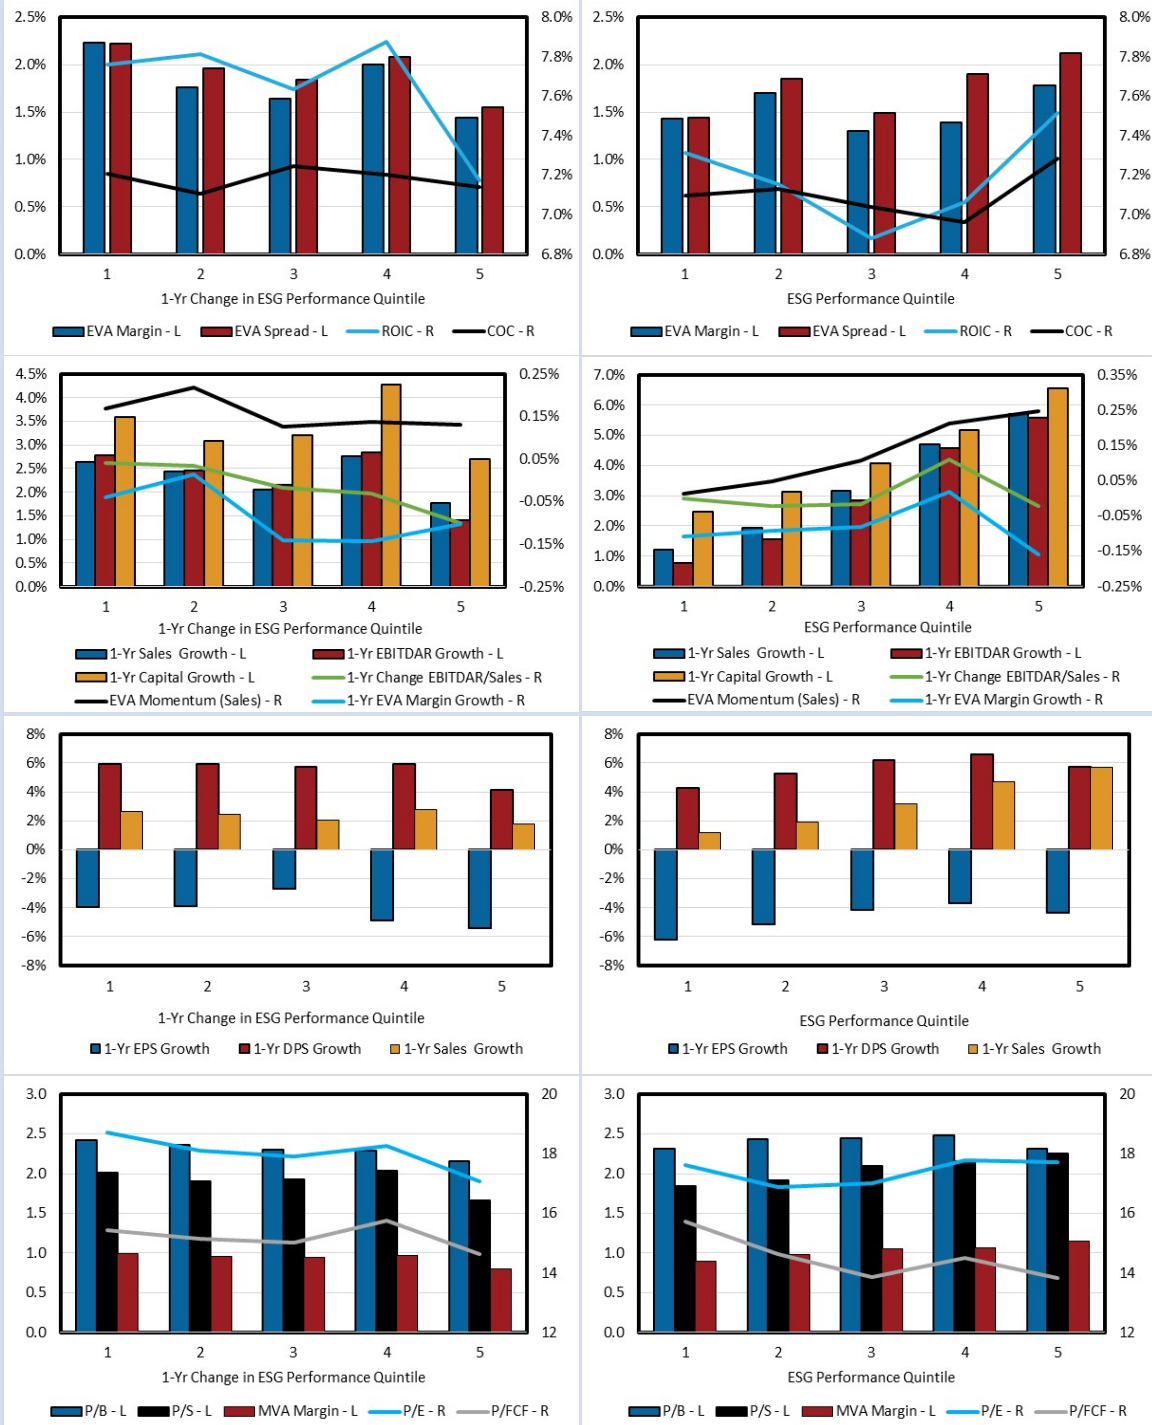 2.5% 8.0% 2.5% 8.0%
7.8% 7.8%
2.0% 2.0%
7.6% 7.6%
1.5% 1.5%
7.4% 7.4%
1.0% 7.2% 1.0% 7.2%
0.5% 7.0% 0.5% 7.0%
0.0% 6.8% 0.0% 6.8%
1 2 3 4 5 1 2 3 4 5
1-Yr Change in ESG Performance Quintile ESG Performance Quintile
EVA Margin - L EVA Spread - L ROIC - R COC - R EVA Margin - L EVA Spread - L ROIC - R COC - R
4.5% 0.25% 7.0% 0.35%
4.0% 6.0% 0.25%
3.5% 0.15% 5.0% 0.15%
3.0%
2.5% 0.05% 4.0% 0.05%
2.0% -0.05% 3.0% -0.05%
1.5% 2.0%
1.0% -0.15% 1.0% -0.15%
0.5%
0.0% -0.25% 0.0% -0.25%
1 2 3 4 5 1 2 3 4 5
1-Yr Change in ESG Performance Quintile ESG Performance Quintile
1-Yr Sales Growth - L 1-Yr EBITDAR Growth - L 1-Yr Sales Growth - L 1-Yr EBITDAR Growth - L
1-Yr Capital Growth - L 1-Yr Change EBITDAR/Sales - R 1-Yr Capital Growth - L 1-Yr Change EBITDAR/Sales - R
EVA Momentum (Sales) - R 1-Yr EVA Margin Growth - R EVA Momentum (Sales) - R 1-Yr EVA Margin Growth - R
8% 8%
6% 6%
4% 4%
2% 2%
0% 0%
-2% -2%
-4% -4%
-6% -6%
-8% -8%
1 2 3 4 5 1 2 3 4 5
1-Yr Change in ESG Performance Quintile ESG Performance Quintile
1-Yr EPS Growth 1-Yr DPS Growth 1-Yr Sales Growth 1-Yr EPS Growth 1-Yr DPS Growth 1-Yr Sales Growth
3.0 20 3.0 20
2.5 18 2.5 18
2.0 2.0
1.5 16 1.5 16
1.0 14 1.0 14
0.5 0.5
0.0 12 0.0 12
1 2 3 4 5 1 2 3 4 5
1-Yr Change in ESG Performance Quintile ESG Performance Quintile
P/B - L P/S - L MVA Margin - L P/E - R P/FCF - R P/B - L P/S - L MVA Margin - L P/E - R P/FCF - R